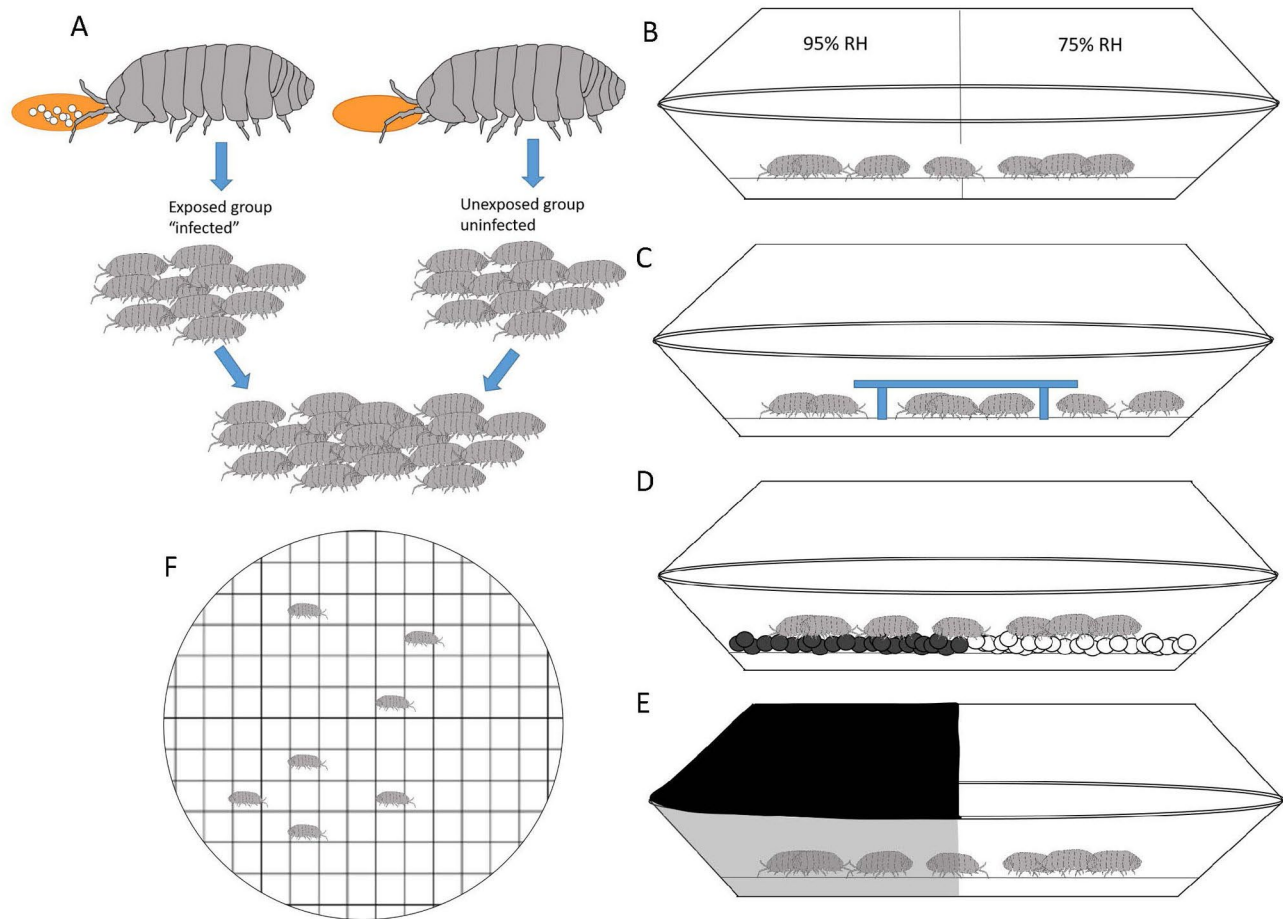 A
Exposed group
“infected”
Unexposed group
uninfected
B
95% RH
75% RH
C
D
E
F